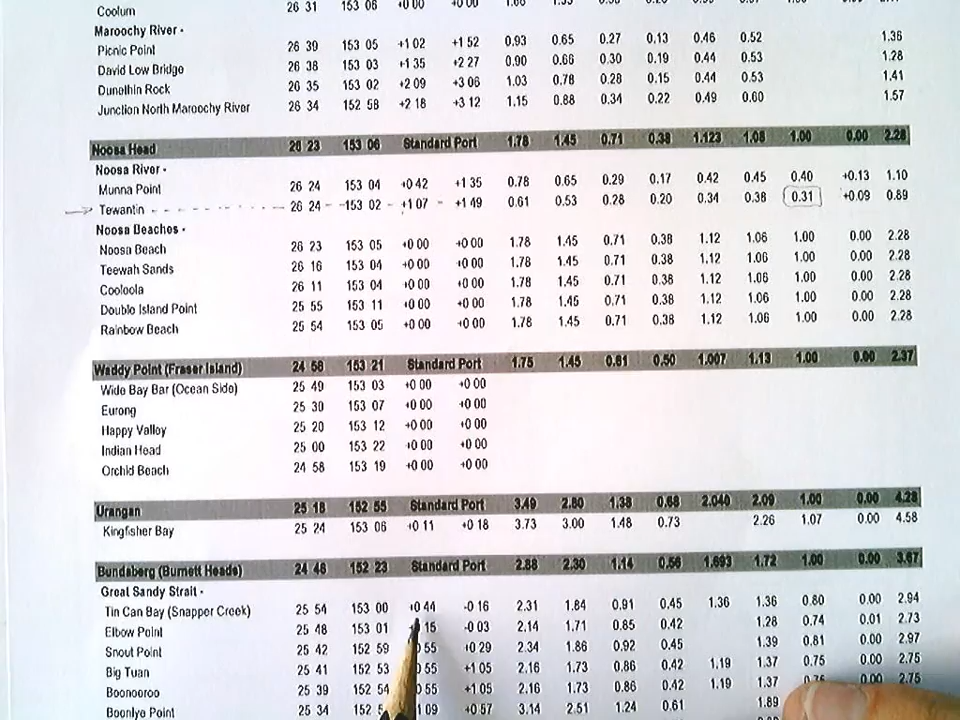 Coolum 26 31 153 06 +0 00 +0 00
Maroochy River -
Picnic Point 26 39 153 05 +1 02 +1 52 0.93 0.65 0.27 0.13 0.46 0.52 1.36
David Low Bridge 26 38 153 03 +1 35 +2 27 0.90 0.66 0.30 0.19 0.44 0.53 1.28
Dunethin Rock 26 35 153 02 +2 09 +3 06 1.03 0.78 0.28 0.15 0.44 0.53 1.41
Junction North Maroochy River 26 34 152 58 +2 18 +3 12 1.15 0.88 0.34 0.22 0.49 0.60 1.57
Noosa Head 26 23 153 06 Standard Port 1.78 1.45 0.71 0.38 1.123 1.06 1.00 0.00 2.28
Noosa River -
Munna Point 26 24 153 04 +0 42 +1 35 0.78 0.65 0.29 0.17 0.42 0.45 0.40 +0.13 1.10
Tewantin 26 24 153 02 +1 07 +1 49 0.61 0.53 0.28 0.20 0.34 0.38 0.31 +0.09 0.89
Noosa Beaches -
Noosa Beach 26 23 153 05 +0 00 +0 00 1.78 1.45 0.71 0.38 1.12 1.06 1.00 0.00 2.28
Teewah Sands 26 16 153 04 +0 00 +0 00 1.78 1.45 0.71 0.38 1.12 1.06 1.00 0.00 2.28
Cooloola 26 11 153 04 +0 00 +0 00 1.78 1.45 0.71 0.38 1.12 1.06 1.00 0.00 2.28
Double Island Point 25 55 153 11 +0 00 +0 00 1.78 1.45 0.71 0.38 1.12 1.06 1.00 0.00 2.28
Rainbow Beach 25 54 153 05 +0 00 +0 00 1.78 1.45 0.71 0.38 1.12 1.06 1.00 0.00 2.28
Waddy Point (Fraser Island) 24 58 153 21 Standard Port 1.75 1.45 0.81 0.50 1.007 1.13 1.00 0.00 2.37
Wide Bay Bar (Ocean Side) 25 49 153 03 +0 00 +0 00
Eurong 25 30 153 07 +0 00 +0 00
Happy Valley 25 20 153 12 +0 00 +0 00
Indian Head 25 00 153 22 +0 00 +0 00
Orchid Beach 24 58 153 19 +0 00 +0 00
Urangan 25 18 152 55 Standard Port 3.49 2.80 1.38 0.68 2.040 2.09 1.00 0.00 4.28
Kingfisher Bay 25 24 153 06 +0 11 +0 18 3.73 3.00 1.48 0.73 2.26 1.07 0.00 4.58
Bundaberg (Burnett Heads) 24 46 152 23 Standard Port 2.88 2.30 1.14 0.56 1.693 1.72 1.00 0.00 3.67
Great Sandy Strait -
Tin Can Bay (Snapper Creek) 25 54 153 00 +0 44 -0 16 2.31 1.84 0.91 0.45 1.36 1.36 0.80 0.00 2.94
Elbow Point 25 48 153 01 15 -0 03 2.14 1.71 0.85 0.42 1.28 0.74 0.01 2.73
Snout Point 25 42 152 59 55 +0 29 2.34 1.86 0.92 0.45 1.39 0.81 0.00 2.97
Big Tuan 25 41 152 53 55 +1 05 2.16 1.73 0.86 0.42 1.19 1.37 0.75 0.00 2.75
Boonooroo 25 39 152 54 55 +1 05 2.16 1.73 0.86 0.42 1.19 1.37 0.00 2.75
Boonlye Point 25 34 152 09 +0 57 3.14 2.51 1.24 0.61 1.89